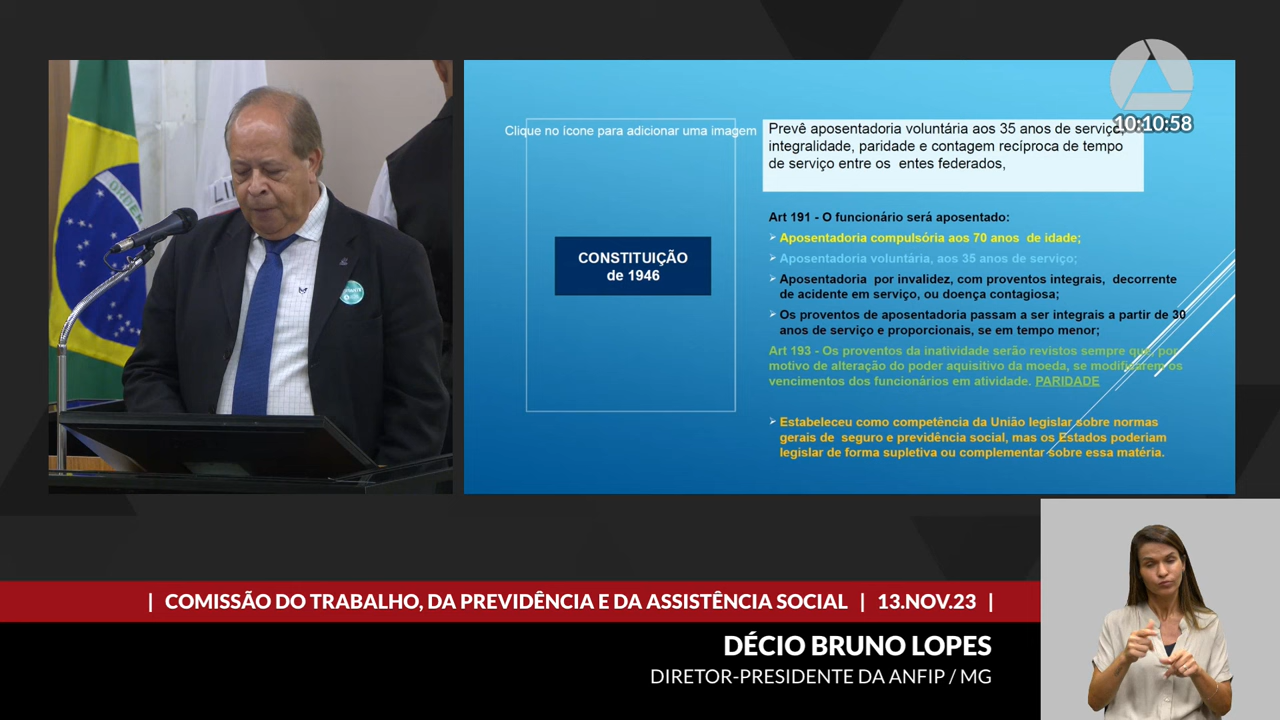 10:10:58
Clique no ícone para adicionar uma imagem
CONSTITUIÇÃO
de 1946
Prevê aposentadoria voluntária aos 35 anos de serviço,
integralidade, paridade e contagem recíproca de tempo
de serviço entre os entes federados,
Art 191 - O funcionário será aposentado:
Aposentadoria compulsória aos 70 anos de idade;
Aposentadoria voluntária, aos 35 anos de serviço;
Aposentadoria por invalidez, com proventos integrais, decorrente
de acidente em serviço, ou doença contagiosa;
Os proventos de aposentadoria passam a ser integrais a partir de 30
anos de serviço e proporcionais, se em tempo menor;
Art 193 - Os proventos da inatividade serão revistos sempre que, por
motivo de alteração do poder aquisitivo da moeda, se modificarem os
vencimentos dos funcionários em atividade. PARIDADE
Estabeleceu como competência da União legislar sobre normas
gerais de seguro e previdência social, mas os Estados poderiam
legislar de forma supletiva ou complementar sobre essa matéria.
| COMISSÃO DO TRABALHO, DA PREVIDÊNCIA E DA ASSISTÊNCIA SOCIAL | 13.NOV.23 |
DÉCIO BRUNO LOPES
DIRETOR-PRESIDENTE DA ANFIP / MG